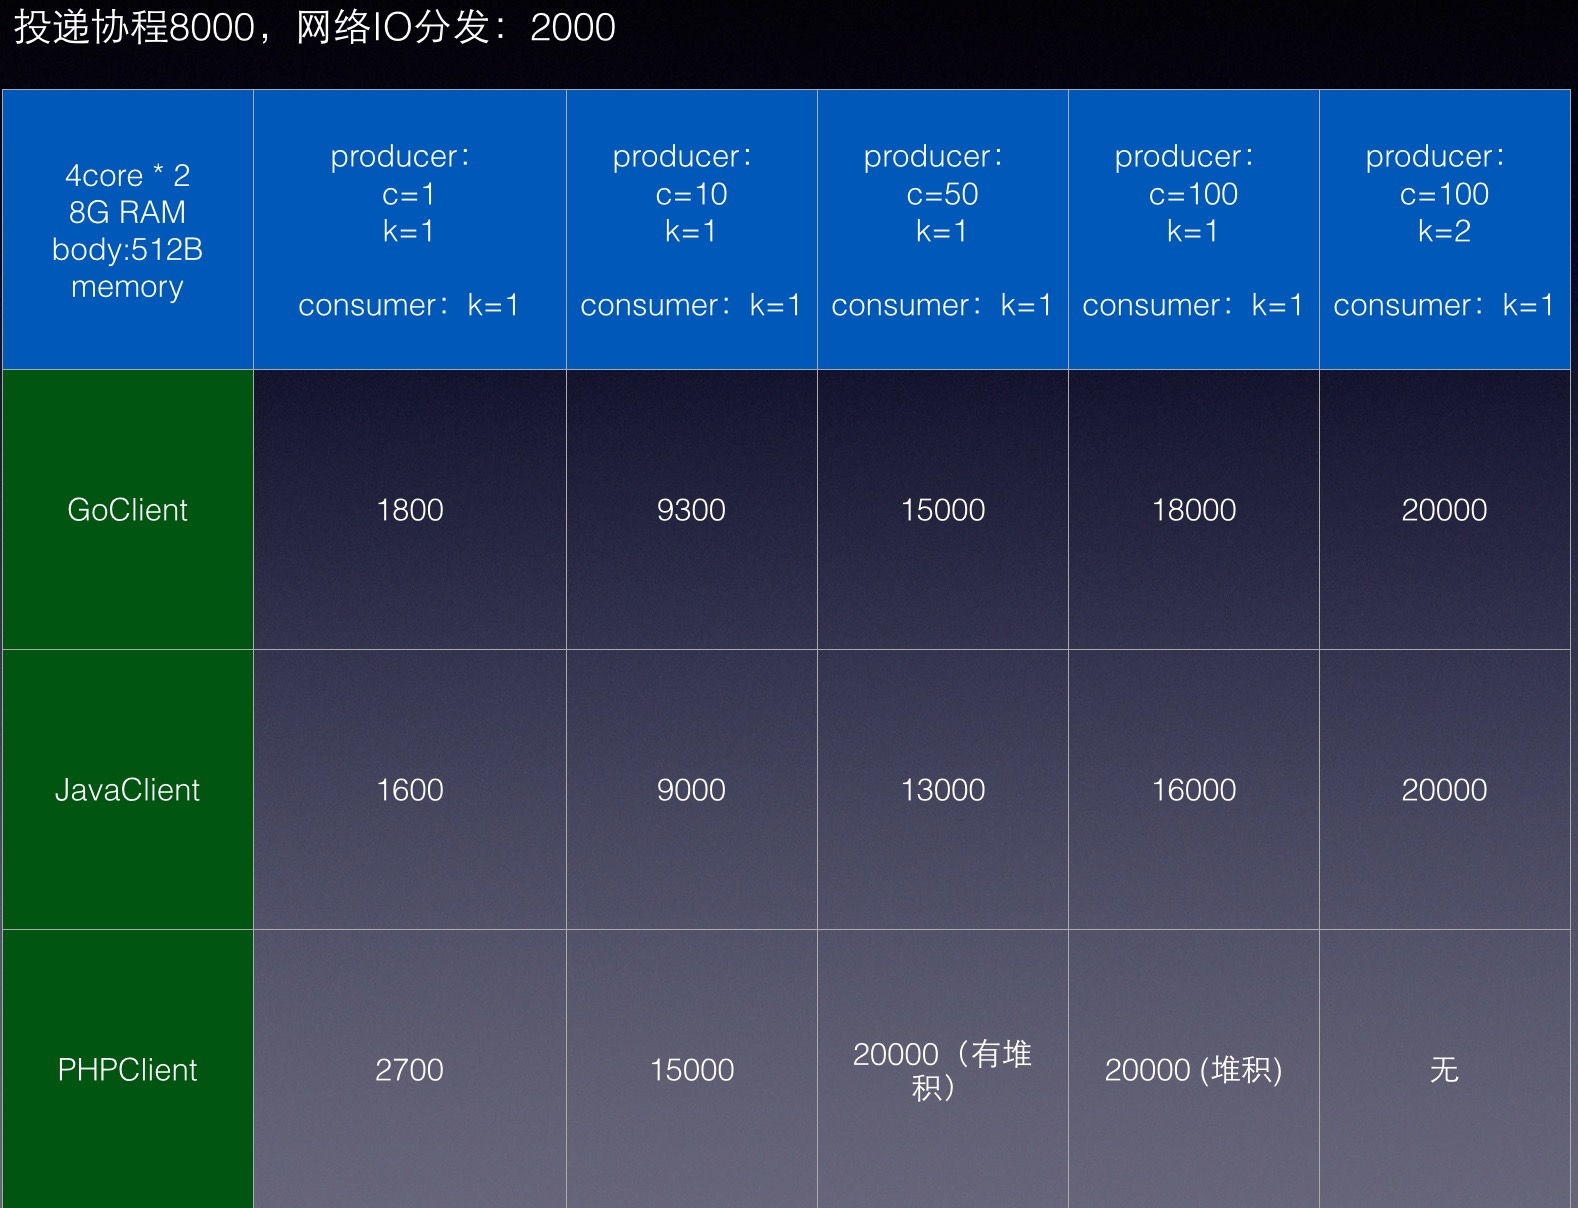 投递协程8000，网络IO分发：2000
4core * 2
8G RAM
body:512B
memory
producer：
c=1
k=1
consumer：k=1
producer：
c=10
k=1
consumer：k=1
producer：
c=50
k=1
consumer：k=1
producer：
c=100
k=1
consumer：k=1
producer：
c=100
k=2
consumer：k=1
GoClient
1800
9300
15000
18000
20000
JavaClient
1600
9000
13000
16000
20000
PHPClient
2700
15000
20000（有堆
积）
20000 (堆积)
无